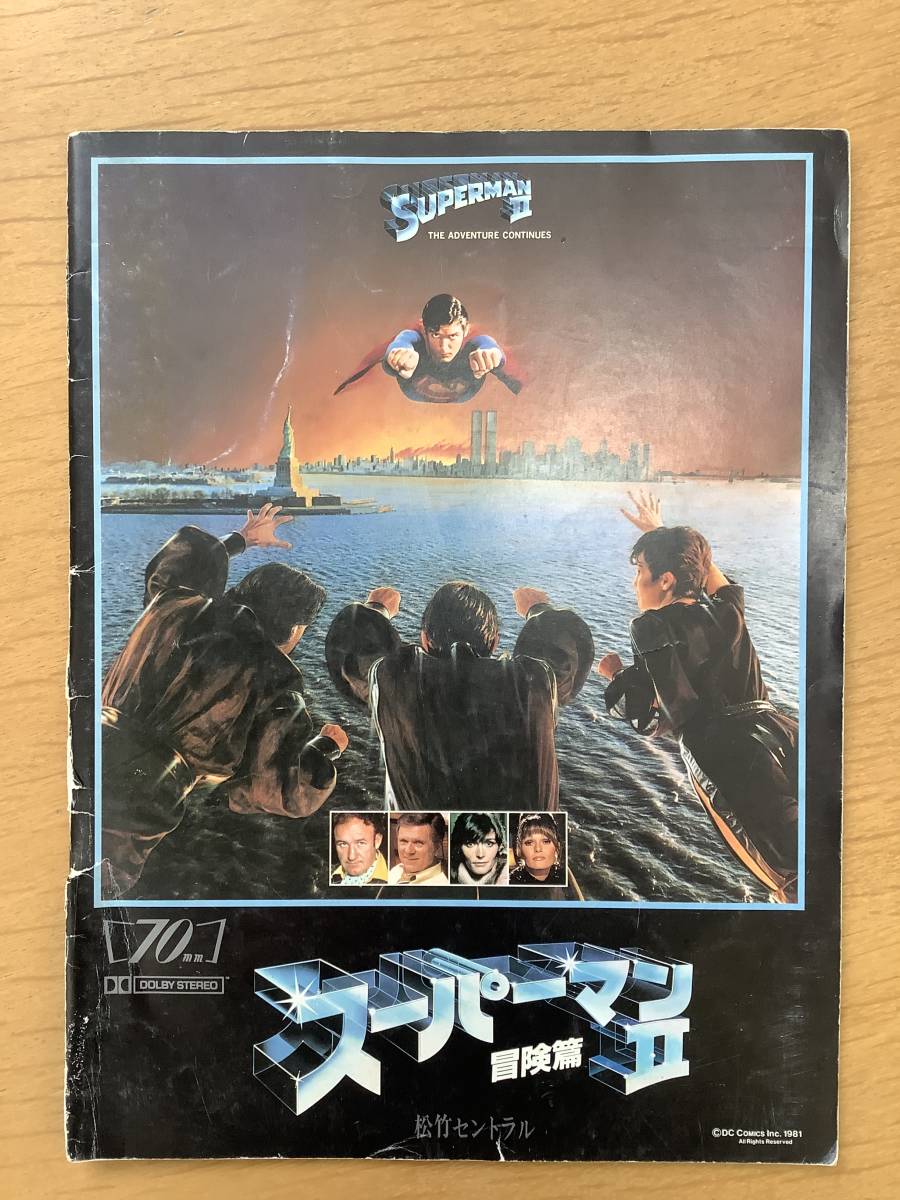 SUPERMAN II
THE ADVENTURE CONTINUES
70mm
DOLBY STEREO™
スーパーマンII
冒険篇
松竹セントラル
©DC COMICS Inc. 1981
All Rights Reserved